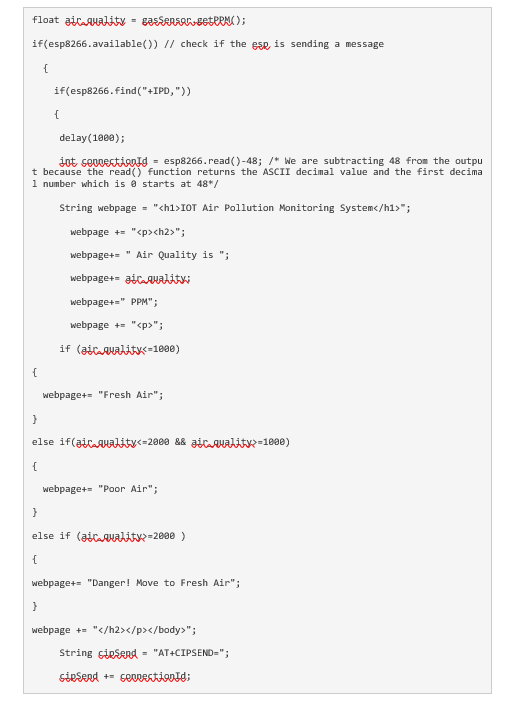 float air_quality = gasSensor.getPPM();
if(esp8266.available()) // check if the esp is sending a message
{
if(esp8266.find("+IPD,"))
{
delay(1000);
int connectionId = esp8266.read()-48; /* We are subtracting 48 from the outpu
t because the read() function returns the ASCII decimal value and the first decima
l number which is 0 starts at 48*/
String webpage = "<h1>IOT Air Pollution Monitoring System</h1>";
webpage += "<p><h2>";
webpage+= " Air Quality is ";
webpage+= air_quality;
webpage+=" PPM";
webpage += "<p>";
if (air_quality<=1000)
{
webpage+= "Fresh Air";
}
else if(air_quality<=2000 && air_quality>=1000)
{
webpage+= "Poor Air";
}
else if (air_quality>=2000 )
{
webpage+= "Danger! Move to Fresh Air";
}
webpage += "</h2></p></body>";
String cipSend = "AT+CIPSEND=";
cipSend += connectionId;